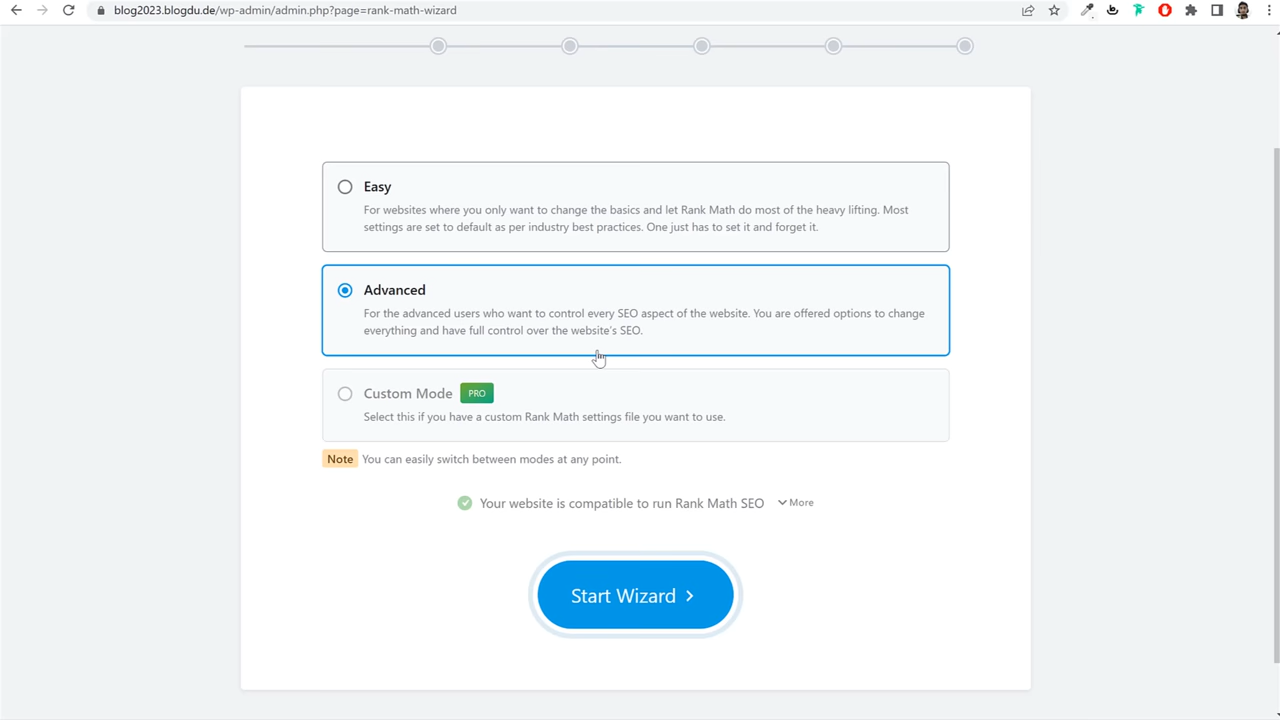 blog2023.blogdu.de/wp-admin/admin.php?page=rank-math-wizard
Easy
For websites where you only want to change the basics and let Rank Math do most of the heavy lifting. Most
settings are set to default as per industry best practices. One just has to set it and forget it.
Advanced
For the advanced users who want to control every SEO aspect of the website. You are offered options to change
everything and have full control over the website's SEO.
Custom Mode PRO
Select this if you have a custom Rank Math settings file you want to use.
Note You can easily switch between modes at any point.
Your website is compatible to run Rank Math SEO More
Start Wizard